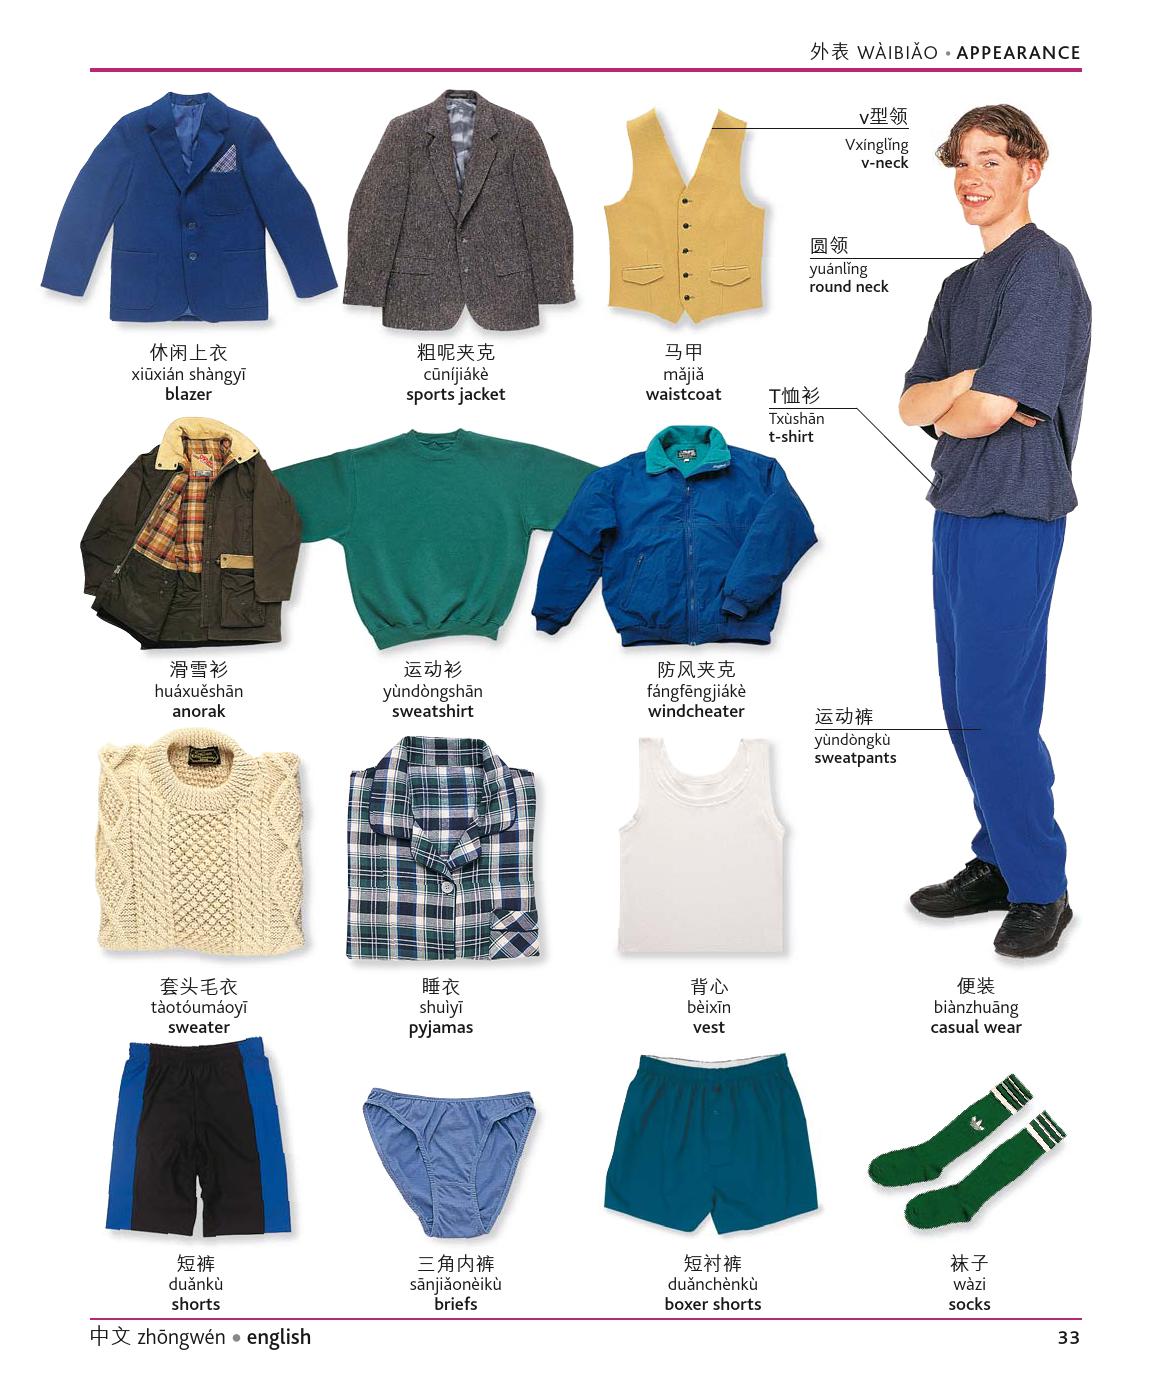 外表 WÀIBIǍO • APPEARANCE
v型领
Vxínglǐng
v-neck
圆领
yuánlǐng
round neck
休闲上衣
xiūxián shàngyī
blazer
粗呢夹克
cūníjiákè
sports jacket
马甲
mǎjiǎ
waistcoat
T恤衫
Txùshān
t-shirt
滑雪衫
huáxuěshān
anorak
运动衫
yùndòngshān
sweatshirt
防风夹克
fángfēngjiákè
windcheater
运动裤
yùndòngkù
sweatpants
套头毛衣
tàotóumáoyī
sweater
睡衣
shuìyī
pyjamas
背心
bèixīn
vest
便装
biànzhuāng
casual wear
短裤
duǎnkù
shorts
三角内裤
sānjiǎonèikù
briefs
短衬裤
duǎnchènkù
boxer shorts
袜子
wàzi
socks
中文 zhōngwén • english
33